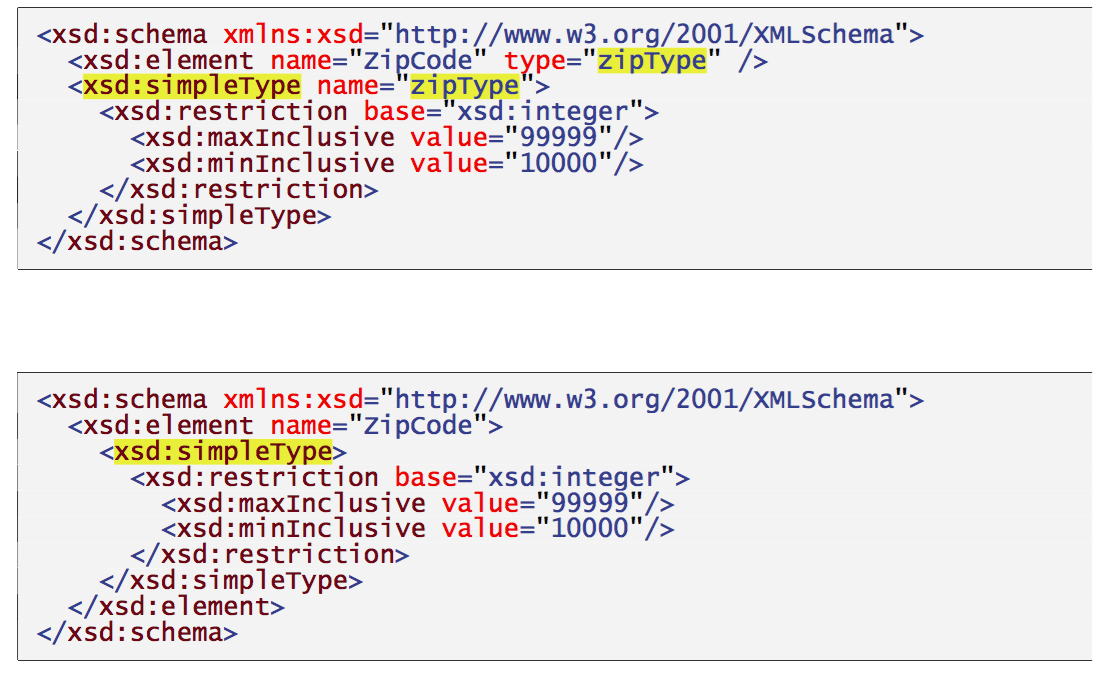 <xsd:schema xmlns:xsd="http://www.w3.org/2001/XMLSchema">
<xsd:element name="ZipCode" type="zipType" />
<xsd:simpleType name="zipType">
<xsd:restriction base="xsd:integer">
<xsd:maxInclusive value="99999"/>
<xsd:minInclusive value="10000"/>
</xsd:restriction>
</xsd:simpleType>
</xsd:schema>
<xsd:schema xmlns:xsd="http://www.w3.org/2001/XMLSchema">
<xsd:element name="ZipCode">
<xsd:simpleType>
<xsd:restriction base="xsd:integer">
<xsd:maxInclusive value="99999"/>
<xsd:minInclusive value="10000"/>
</xsd:restriction>
</xsd:simpleType>
</xsd:element>
</xsd:schema>